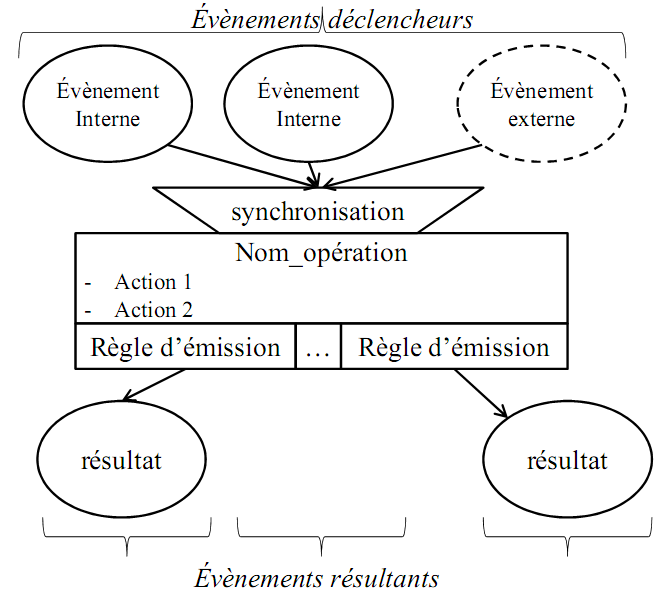 Évènements déclencheurs
Évènement
Interne
Évènement
Interne
Évènement
externe
synchronisation
Nom_opération
- Action 1
- Action 2
Règle d’émission
…
Règle d’émission
résultat
résultat
Évènements résultants